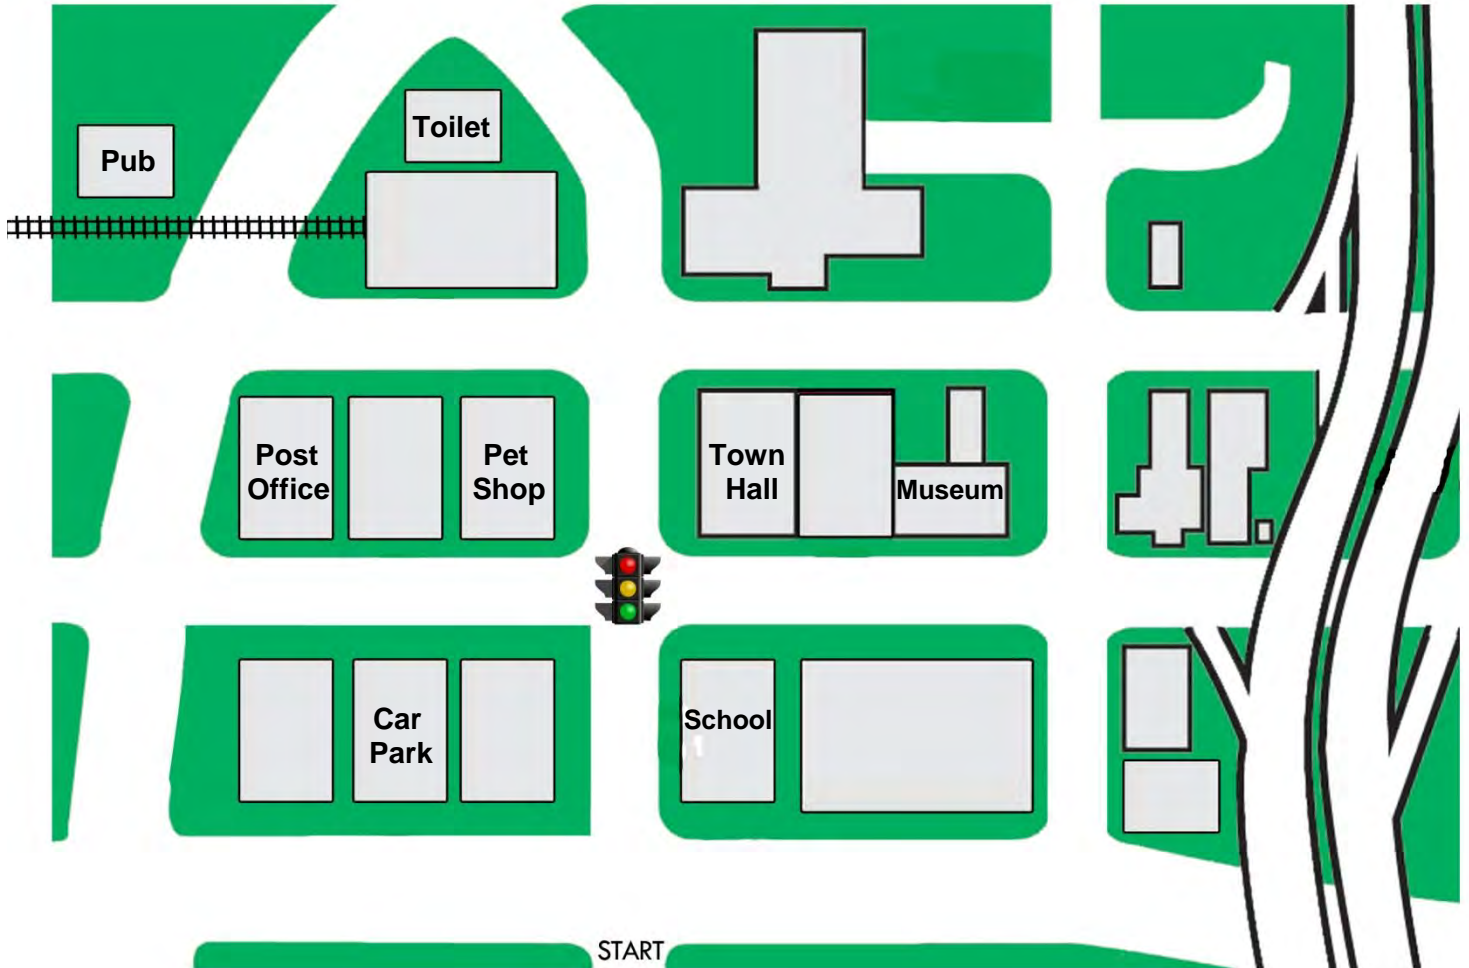 Toilet
Pub
Post
Office
Pet
Shop
Town
Hall
Museum
Car
Park
School
START